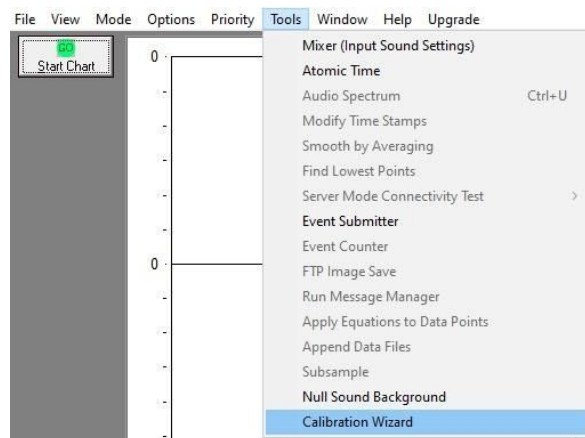 File View Mode Options Priority Tools Window Help Upgrade
GO
Start Chart
0
0
Mixer (Input Sound Settings)
Atomic Time
Audio Spectrum Ctrl+U
Modify Time Stamps
Smooth by Averaging
Find Lowest Points
Server Mode Connectivity Test >
Event Submitter
Event Counter
FTP Image Save
Run Message Manager
Apply Equations to Data Points
Append Data Files
Subsample
Null Sound Background
Calibration Wizard